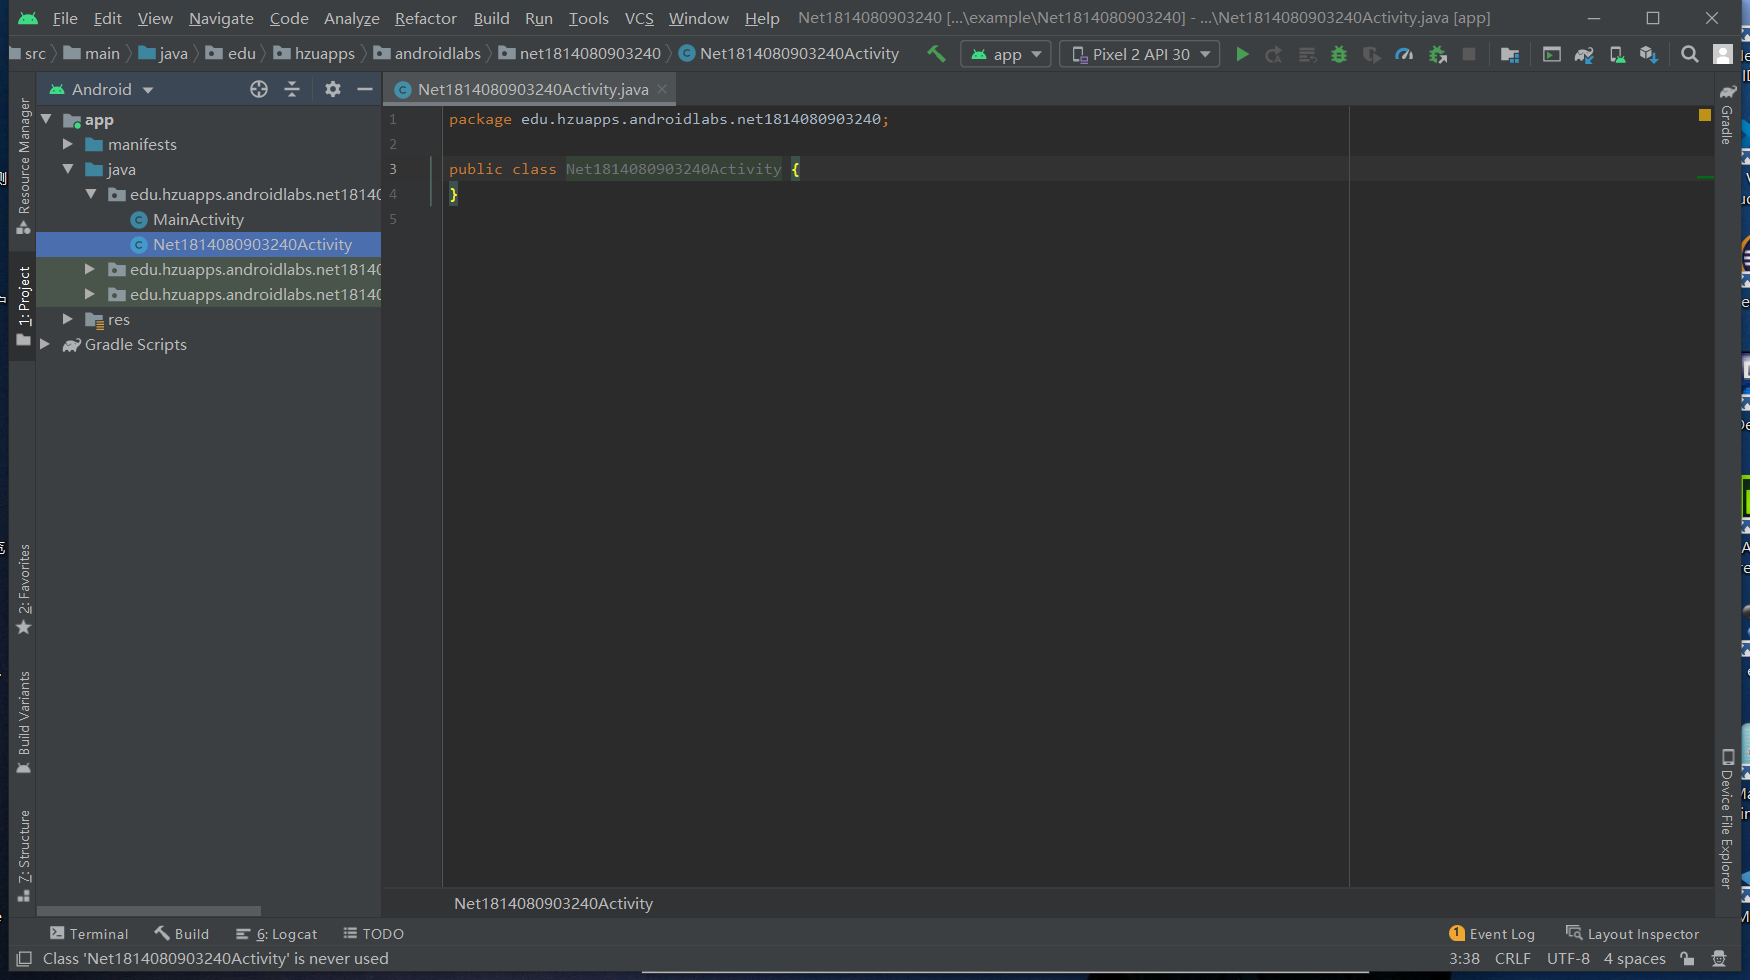 File Edit View Navigate Code Analyze Refactor Build Run Tools VCS Window Help Net1814080903240 [...\example\Net1814080903240] - ...\Net1814080903240Activity.java [app]
src main java edu hzuapps androidlabs net1814080903240 Net1814080903240Activity app Pixel 2 API 30
Android
Net1814080903240Activity.java
app
manifests
java
edu.hzuapps.androidlabs.net18140
MainActivity
Net1814080903240Activity
edu.hzuapps.androidlabs.net18140
edu.hzuapps.androidlabs.net18140
res
Gradle Scripts
1 package edu.hzuapps.androidlabs.net1814080903240;
2
3 public class Net1814080903240Activity {
4 }
5
Resource Manager
1: Project
2: Favorites
Build Variants
Z: Structure
Gradle
Device File Explorer
Net1814080903240Activity
Terminal Build 6: Logcat TODO 1 Event Log Layout Inspector
Class 'Net1814080903240Activity' is never used 3:38 CRLF UTF-8 4 spaces